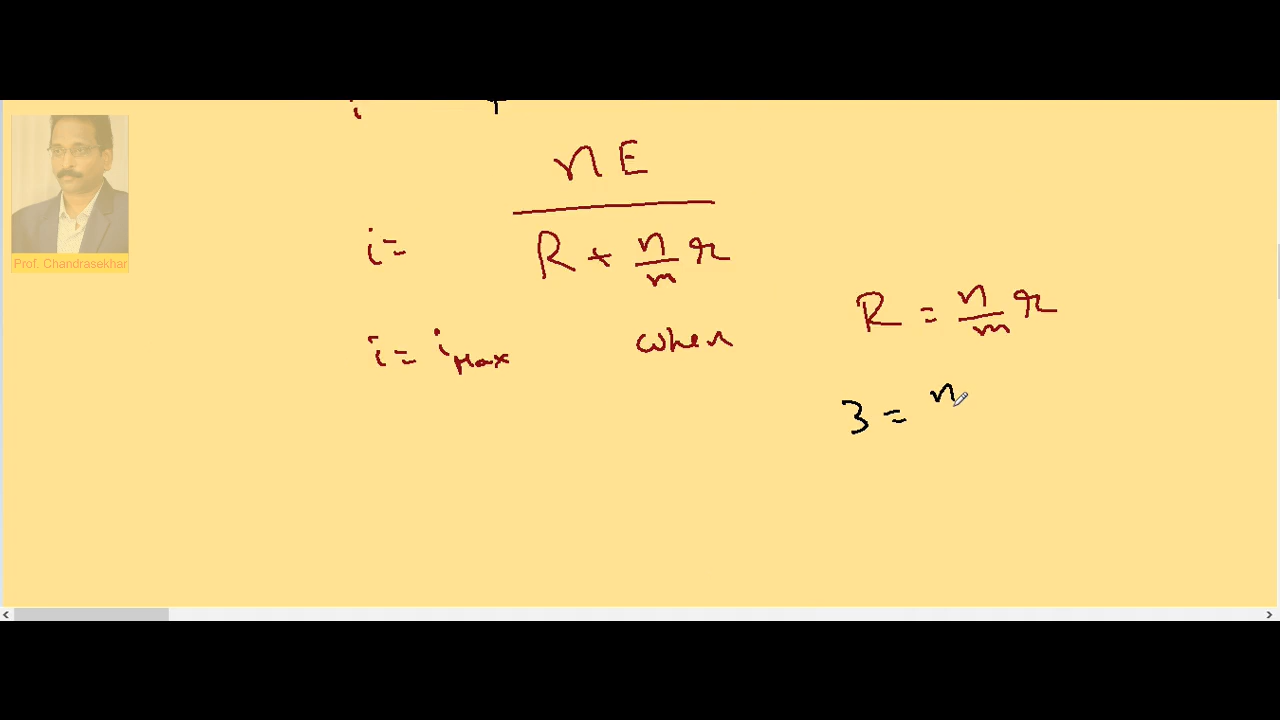 i
nE
i= R + n/m r
R = n/m r
i= iMax when
3 = n
Prof. Chandrasekhar